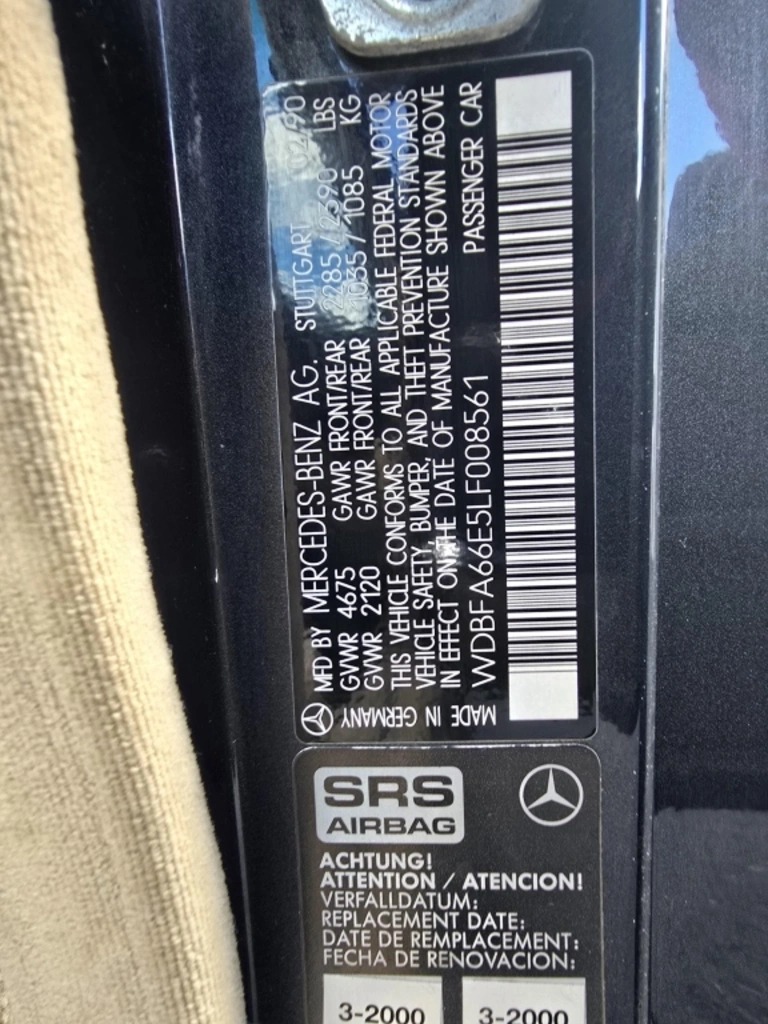 MFD BY MERCEDES-BENZ AG. STUTTGART
GVWR 4675 GAWR FRONT/REAR 2285 / 2390 LBS
GVWR 2120 GAWR FRONT/REAR 1035 / 1085 KG
THIS VEHICLE CONFORMS TO ALL APPLICABLE FEDERAL MOTOR
VEHICLE SAFETY, BUMPER, AND THEFT PREVENTION STANDARDS
IN EFFECT ON THE DATE OF MANUFACTURE SHOWN ABOVE
WDBFA66E5LF008561 PASSENGER CAR
MADE IN GERMANY
SRS
AIRBAG
ACHTUNG!
ATTENTION / ATENCION!
VERFALLDATUM:
REPLACEMENT DATE:
DATE DE REMPLACEMENT:
FECHA DE RENOVACION:
3-2000 3-2000